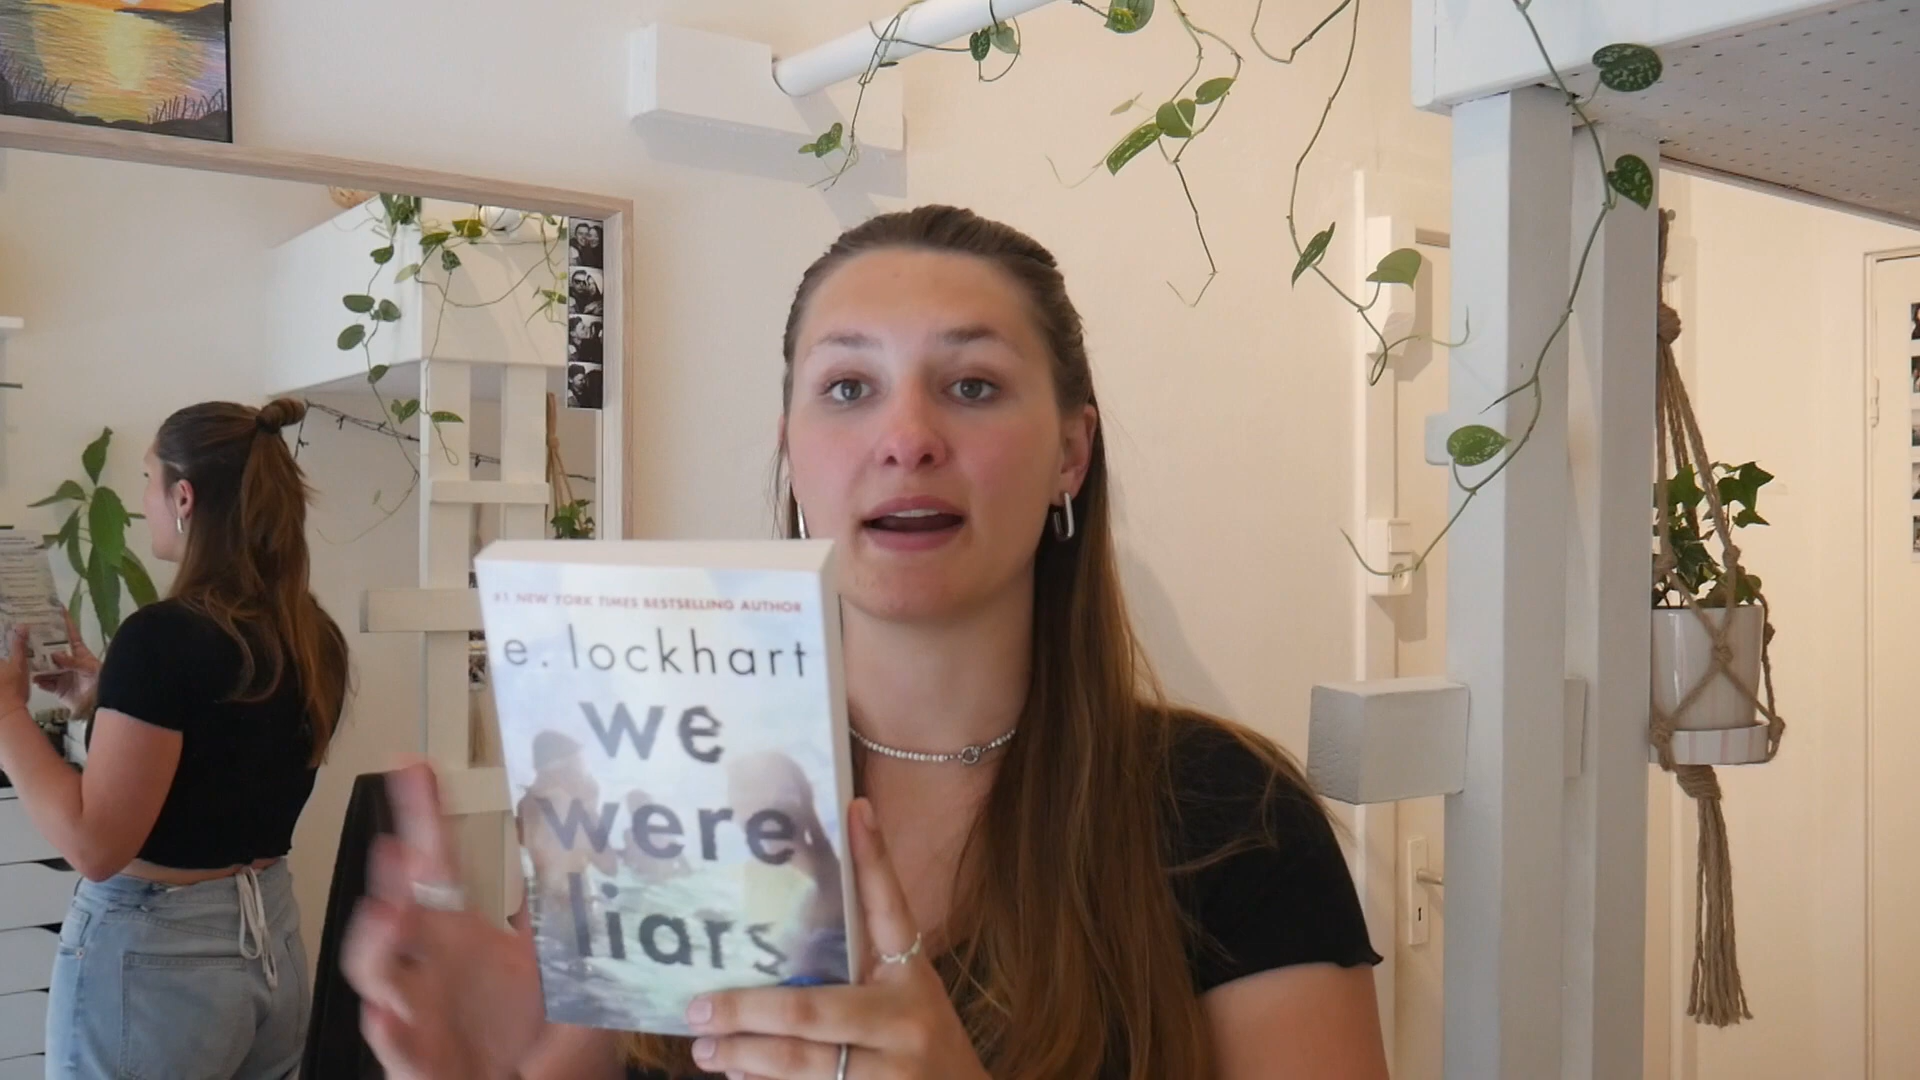 #1 NEW YORK TIMES BESTSELLING AUTHOR
e. lockhart
we
were
liars